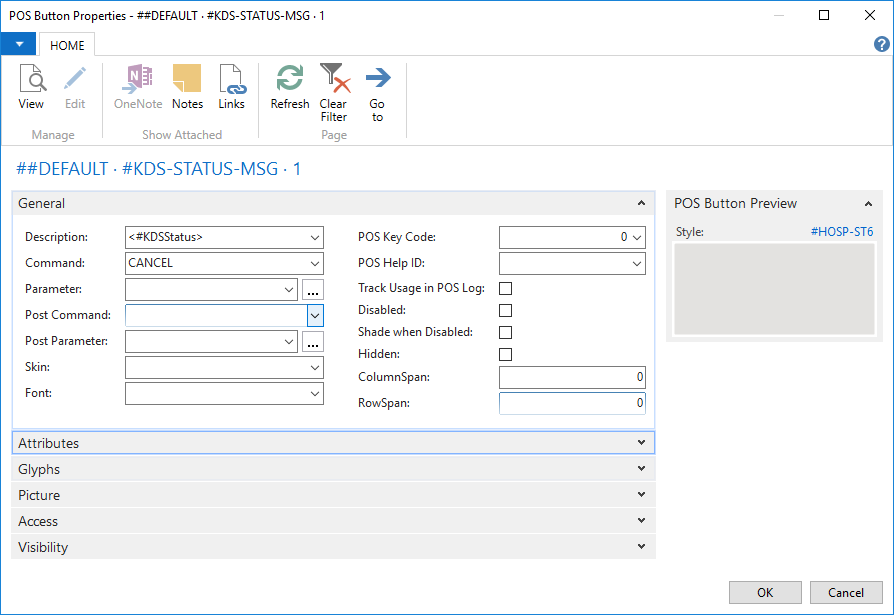 POS Button Properties - ##DEFAULT · #KDS-STATUS-MSG · 1
HOME
?
View
Edit
OneNote
Notes
Links
Refresh
Clear Filter
Go to
Manage
Show Attached
Page
##DEFAULT · #KDS-STATUS-MSG · 1
General
Description: <#KDSStatus>
Command: CANCEL
Parameter: ...
Post Command:
Post Parameter: ...
Skin:
Font:
POS Key Code: 0
POS Help ID:
Track Usage in POS Log:
Disabled:
Shade when Disabled:
Hidden:
ColumnSpan: 0
RowSpan: 0
POS Button Preview
Style: #HOSP-ST6
Attributes
Glyphs
Picture
Access
Visibility
OK
Cancel